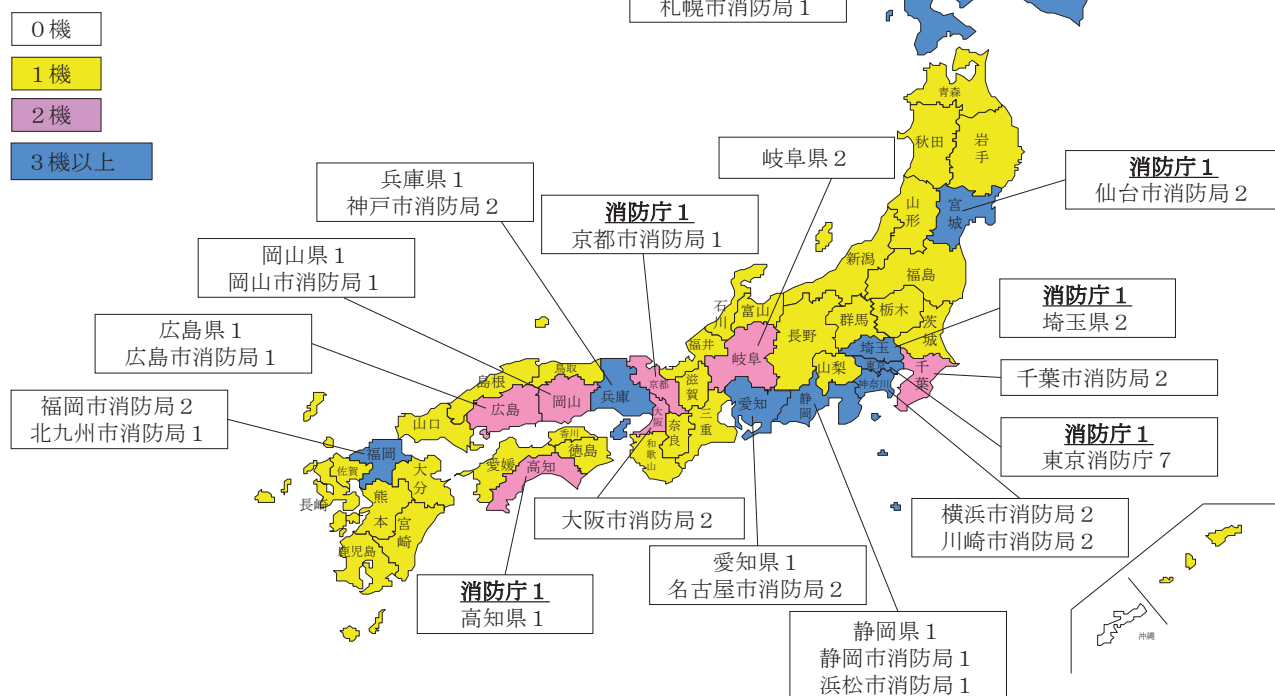 札幌市消防局１
０機
１機
２機
３機以上
兵庫県１
神戸市消防局２
消防庁１
京都市消防局１
岐阜県２
消防庁１
仙台市消防局２
岡山県１
岡山市消防局１
消防庁１
埼玉県２
広島県１
広島市消防局１
千葉市消防局２
福岡市消防局２
北九州市消防局１
消防庁１
東京消防庁７
大阪市消防局２
横浜市消防局２
川崎市消防局２
愛知県１
名古屋市消防局２
消防庁１
高知県１
静岡県１
静岡市消防局１
浜松市消防局１
青森
秋田
岩手
山形
宮城
新潟
福島
石川
富山
栃木
群馬
茨城
長野
福井
岐阜
埼玉
東京
山梨
千葉
神奈川
鳥取
島根
京都
滋賀
兵庫
岡山
広島
愛知
静岡
大阪
三重
奈良
和歌山
山口
香川
徳島
愛媛
高知
福岡
佐賀
大分
長崎
熊本
宮崎
鹿児島
沖縄